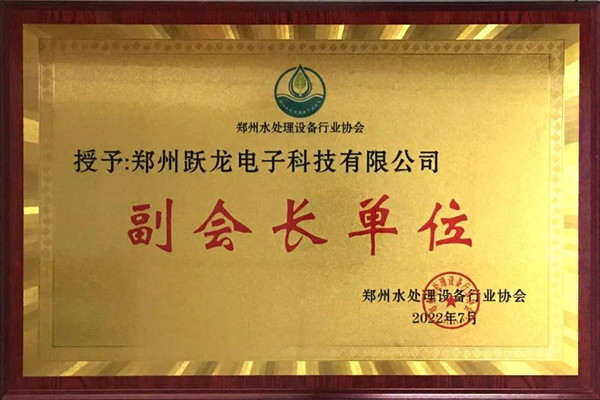 郑州水处理设备行业协会
授予:郑州跃龙电子科技有限公司
副会长单位
郑州水处理设备行业协会
2022年7月